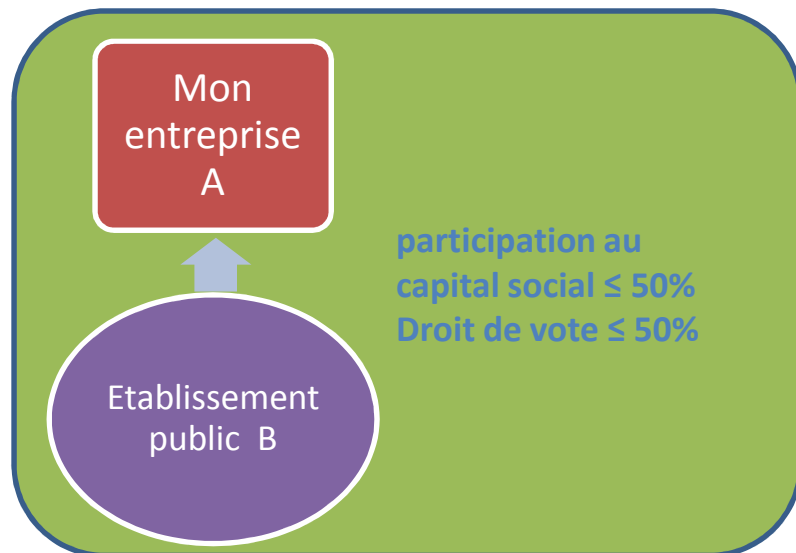 Mon
entreprise
A
participation au
capital social ≤ 50%
Droit de vote ≤ 50%
Etablissement
public B